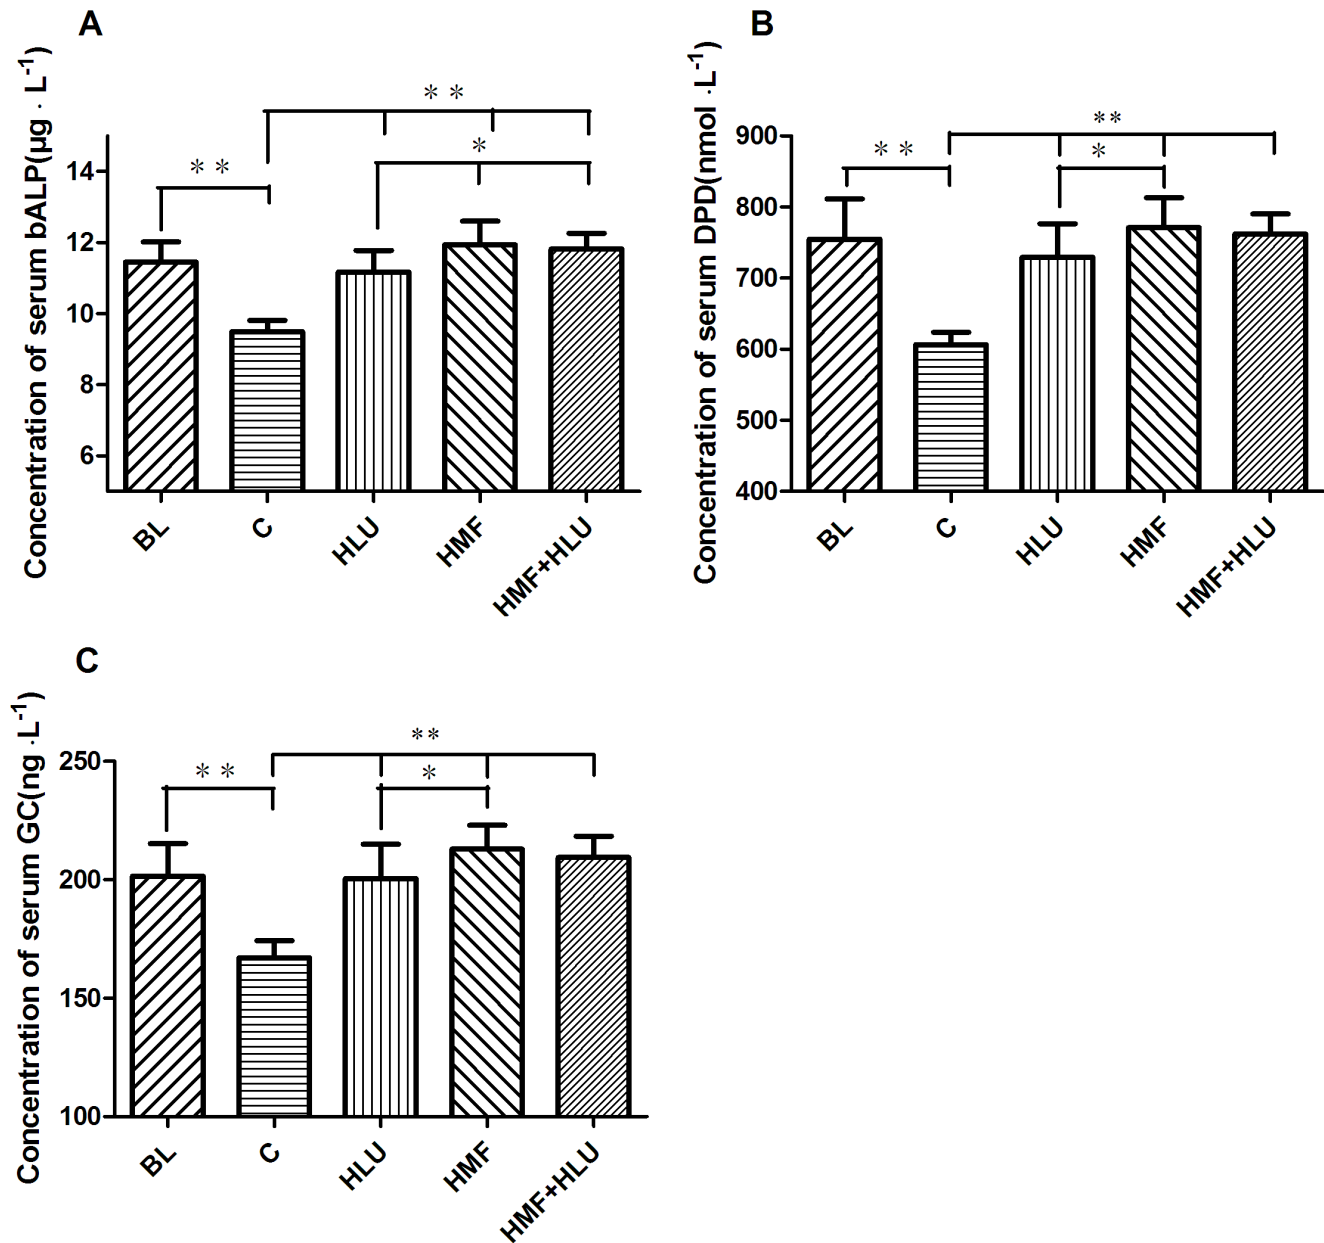 A
Concentration of serum bALP(μg · L-1)
14
12
10
8
6
* *
* *
*
BL
C
HLU
HMF
HMF+HLU
B
Concentration of serum DPD(nmol ·L-1)
900
800
700
600
500
400
* *
**
*
BL
C
HLU
HMF
HMF+HLU
C
Concentration of serum GC(ng ·L-1)
250
200
150
100
* *
**
*
BL
C
HLU
HMF
HMF+HLU